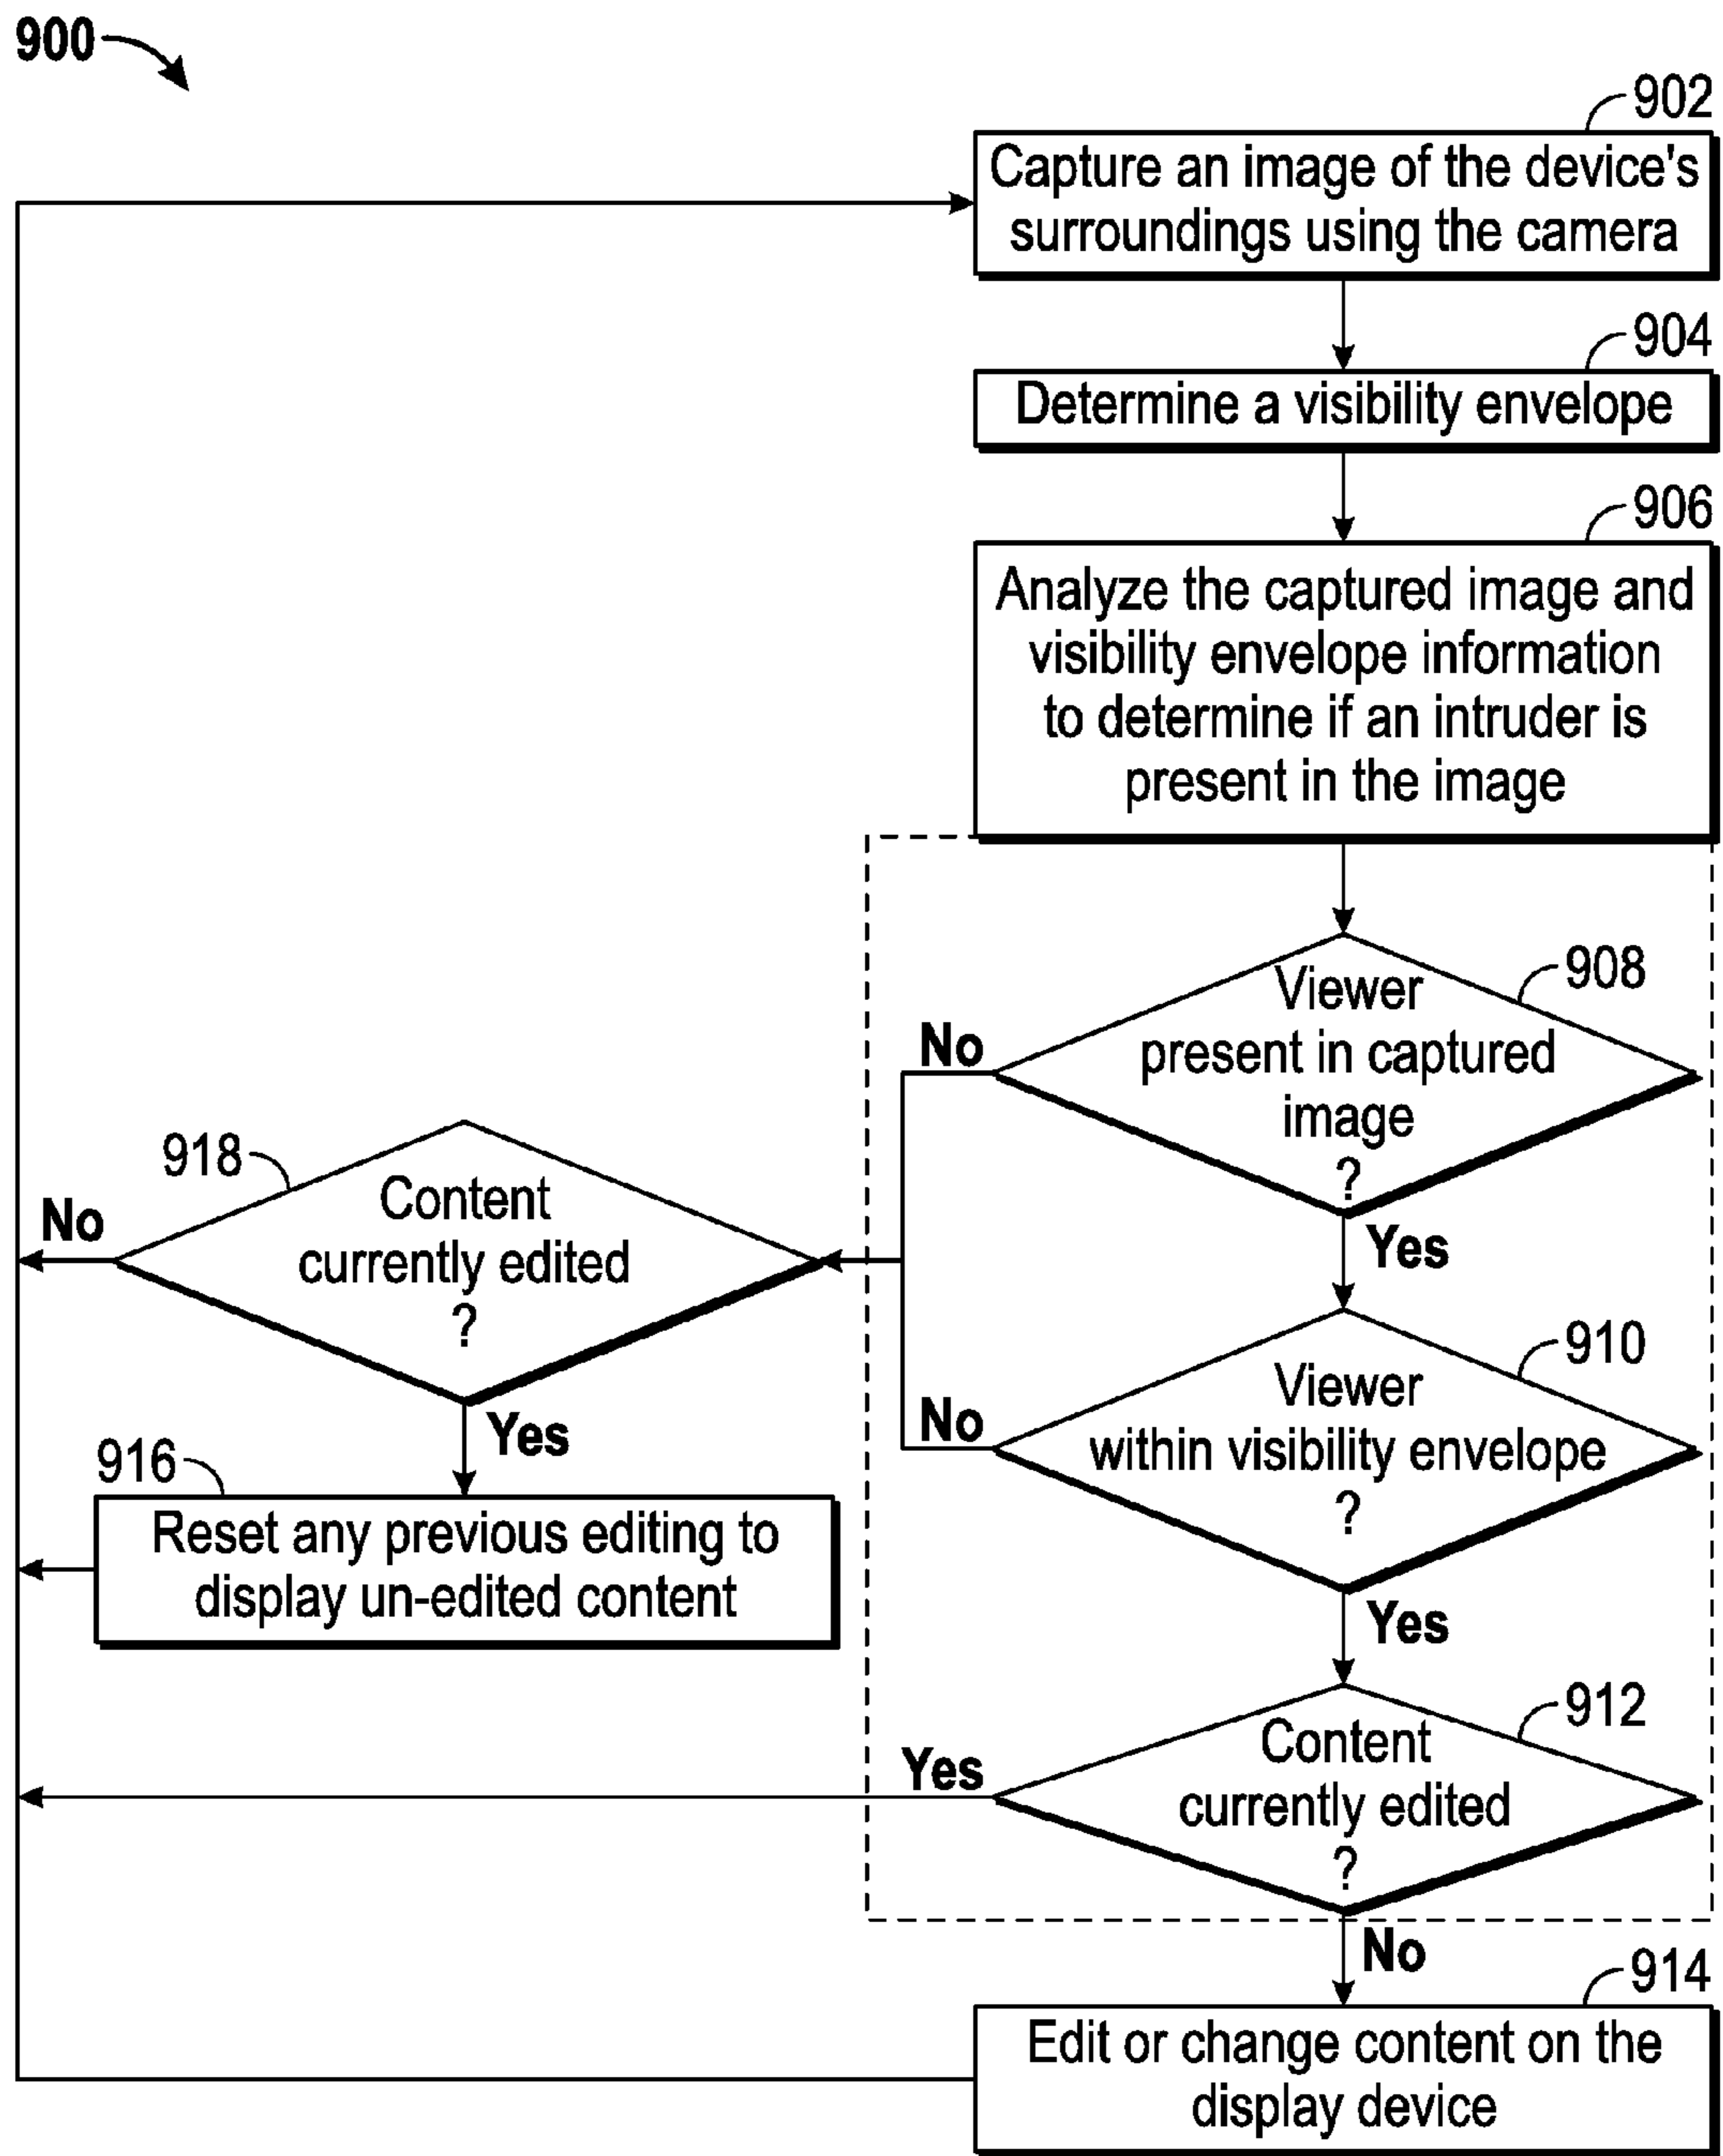 900
902
Capture an image of the device's
surroundings using the camera
904
Determine a visibility envelope
906
Analyze the captured image and
visibility envelope information
to determine if an intruder is
present in the image
908
Viewer
present in captured
image
?
No
Yes
918
Content
currently edited
?
No
Yes
910
Viewer
within visibility envelope
?
No
Yes
916
Reset any previous editing to
display un-edited content
912
Content
currently edited
?
Yes
No
914
Edit or change content on the
display device